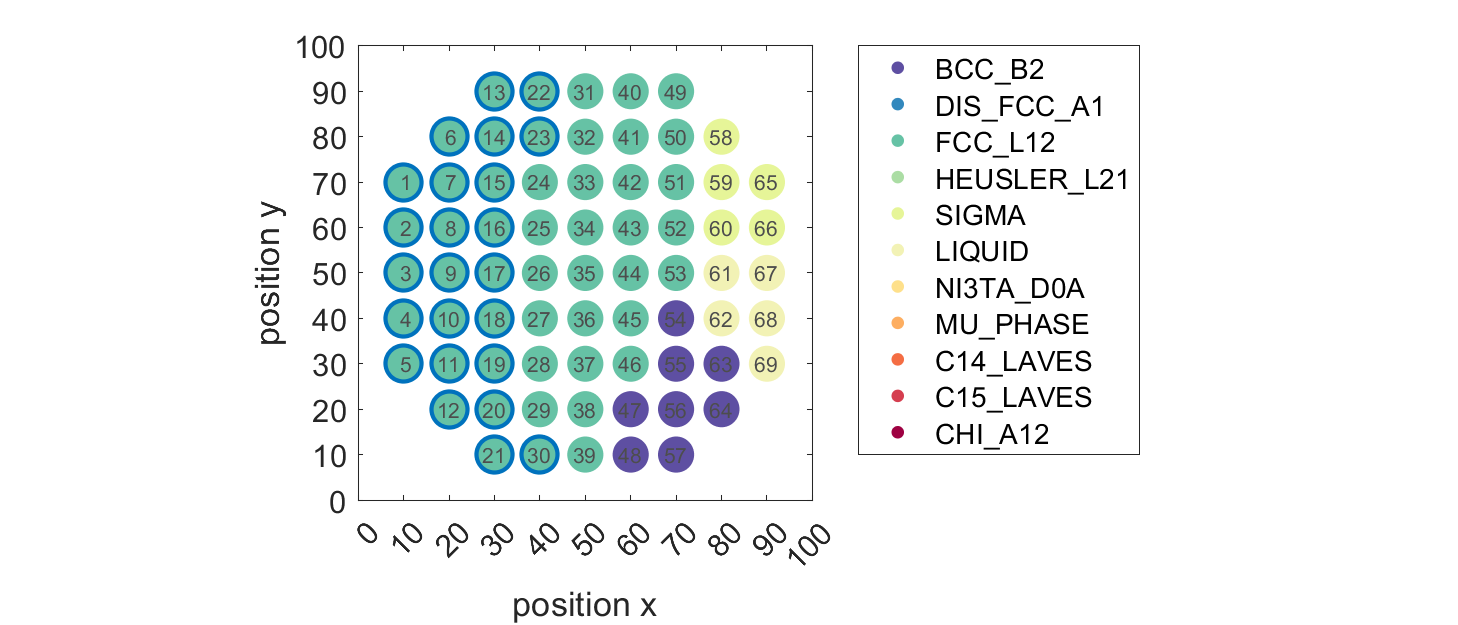 100
90
80
70
60
50
40
30
20
10
0
position y
13 22 31 40 49
6 14 23 32 41 50 58
1 7 15 24 33 42 51 59 65
2 8 16 25 34 43 52 60 66
3 9 17 26 35 44 53 61 67
4 10 18 27 36 45 54 62 68
5 11 19 28 37 46 55 63 69
12 20 29 38 47 56 64
21 30 39 48 57
0 10 20 30 40 50 60 70 80 90 100
position x
BCC_B2
DIS_FCC_A1
FCC_L12
HEUSLER_L21
SIGMA
LIQUID
NI3TA_D0A
MU_PHASE
C14_LAVES
C15_LAVES
CHI_A12